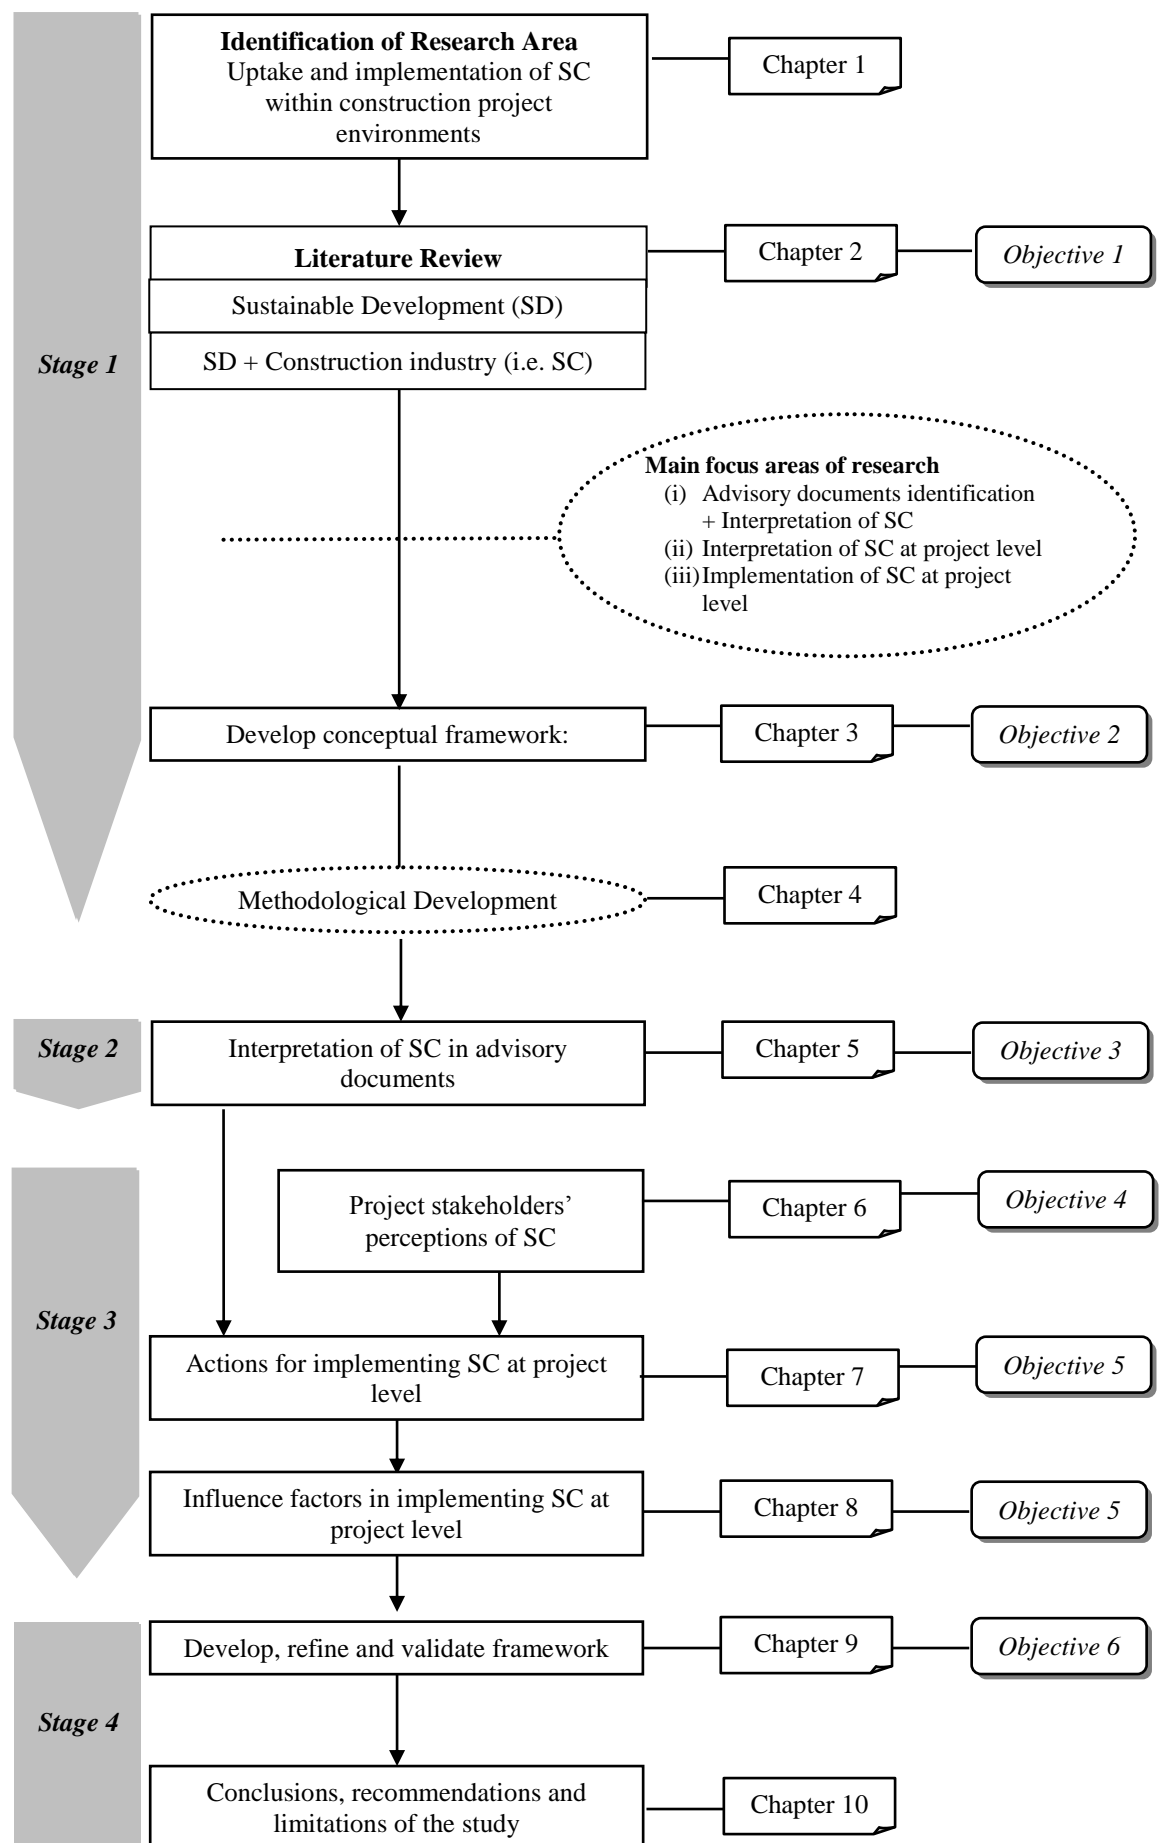 Identification of Research Area
Uptake and implementation of SC
within construction project
environments
Chapter 1
Literature Review
Chapter 2
Objective 1
Sustainable Development (SD)
Stage 1
SD + Construction industry (i.e. SC)
Main focus areas of research
(i) Advisory documents identification
+ Interpretation of SC
(ii) Interpretation of SC at project level
(iii)Implementation of SC at project
level
Develop conceptual framework:
Chapter 3
Objective 2
Methodological Development
Chapter 4
Stage 2
Interpretation of SC in advisory
documents
Chapter 5
Objective 3
Project stakeholders’
perceptions of SC
Chapter 6
Objective 4
Stage 3
Actions for implementing SC at project
level
Chapter 7
Objective 5
Influence factors in implementing SC at
project level
Chapter 8
Objective 5
Develop, refine and validate framework
Chapter 9
Objective 6
Stage 4
Conclusions, recommendations and
limitations of the study
Chapter 10